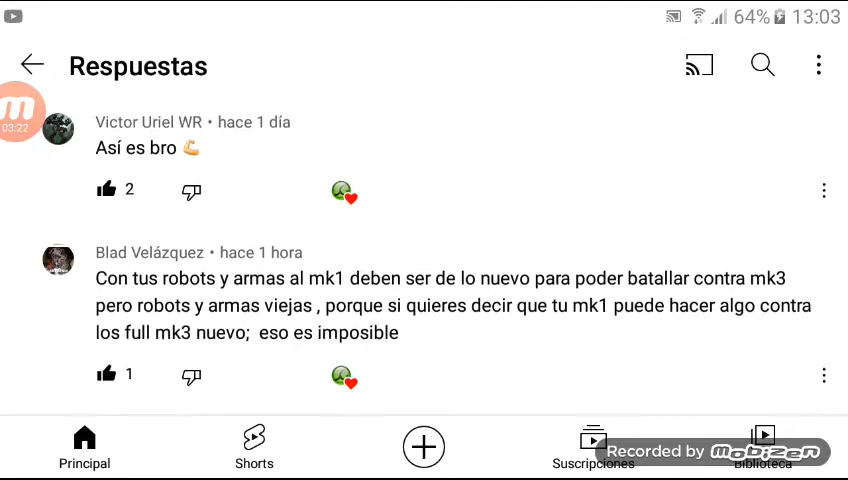 64% 13:03
Respuestas
03:22
Victor Uriel WR • hace 1 día
Así es bro 💪🏻
2
Blad Velázquez • hace 1 hora
Con tus robots y armas al mk1 deben ser de lo nuevo para poder batallar contra mk3
pero robots y armas viejas , porque si quieres decir que tu mk1 puede hacer algo contra
los full mk3 nuevo; eso es imposible
1
Principal
Shorts
Suscripciones
Biblioteca
Recorded by mobizen